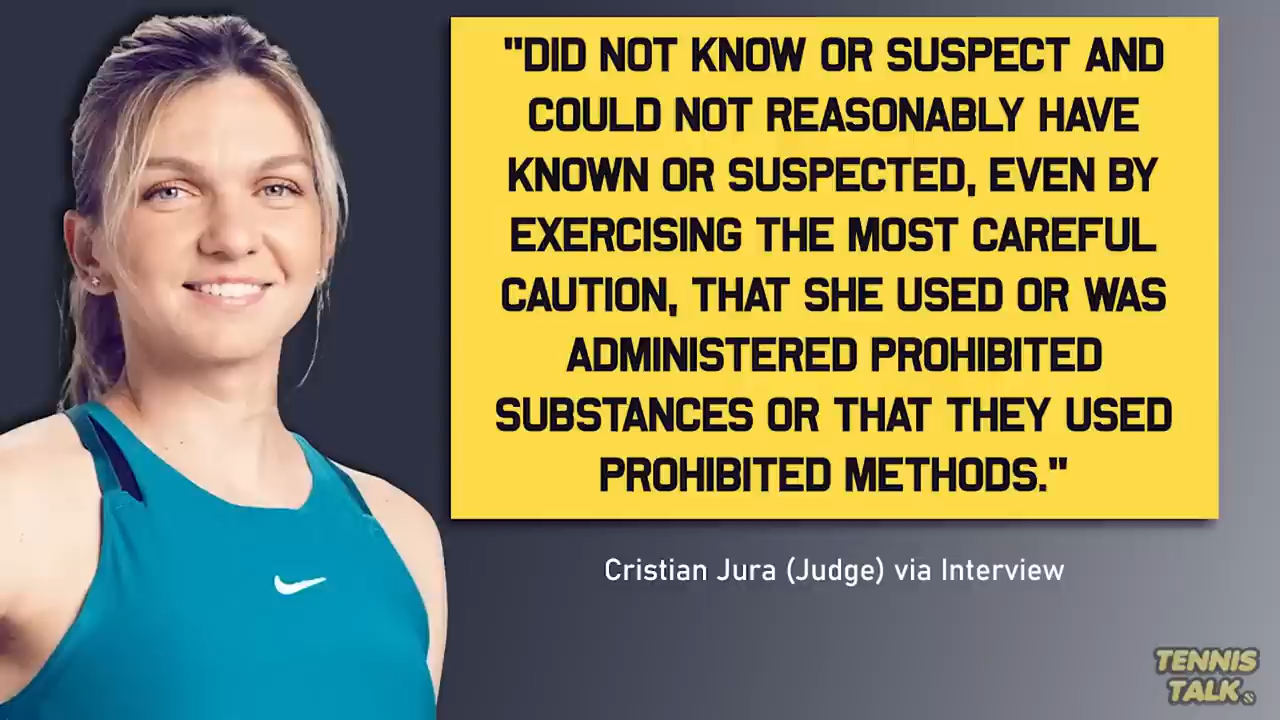 "DID NOT KNOW OR SUSPECT AND
COULD NOT REASONABLY HAVE
KNOWN OR SUSPECTED, EVEN BY
EXERCISING THE MOST CAREFUL
CAUTION, THAT SHE USED OR WAS
ADMINISTERED PROHIBITED
SUBSTANCES OR THAT THEY USED
PROHIBITED METHODS."
Cristian Jura (Judge) via Interview
TENNIS
TALK